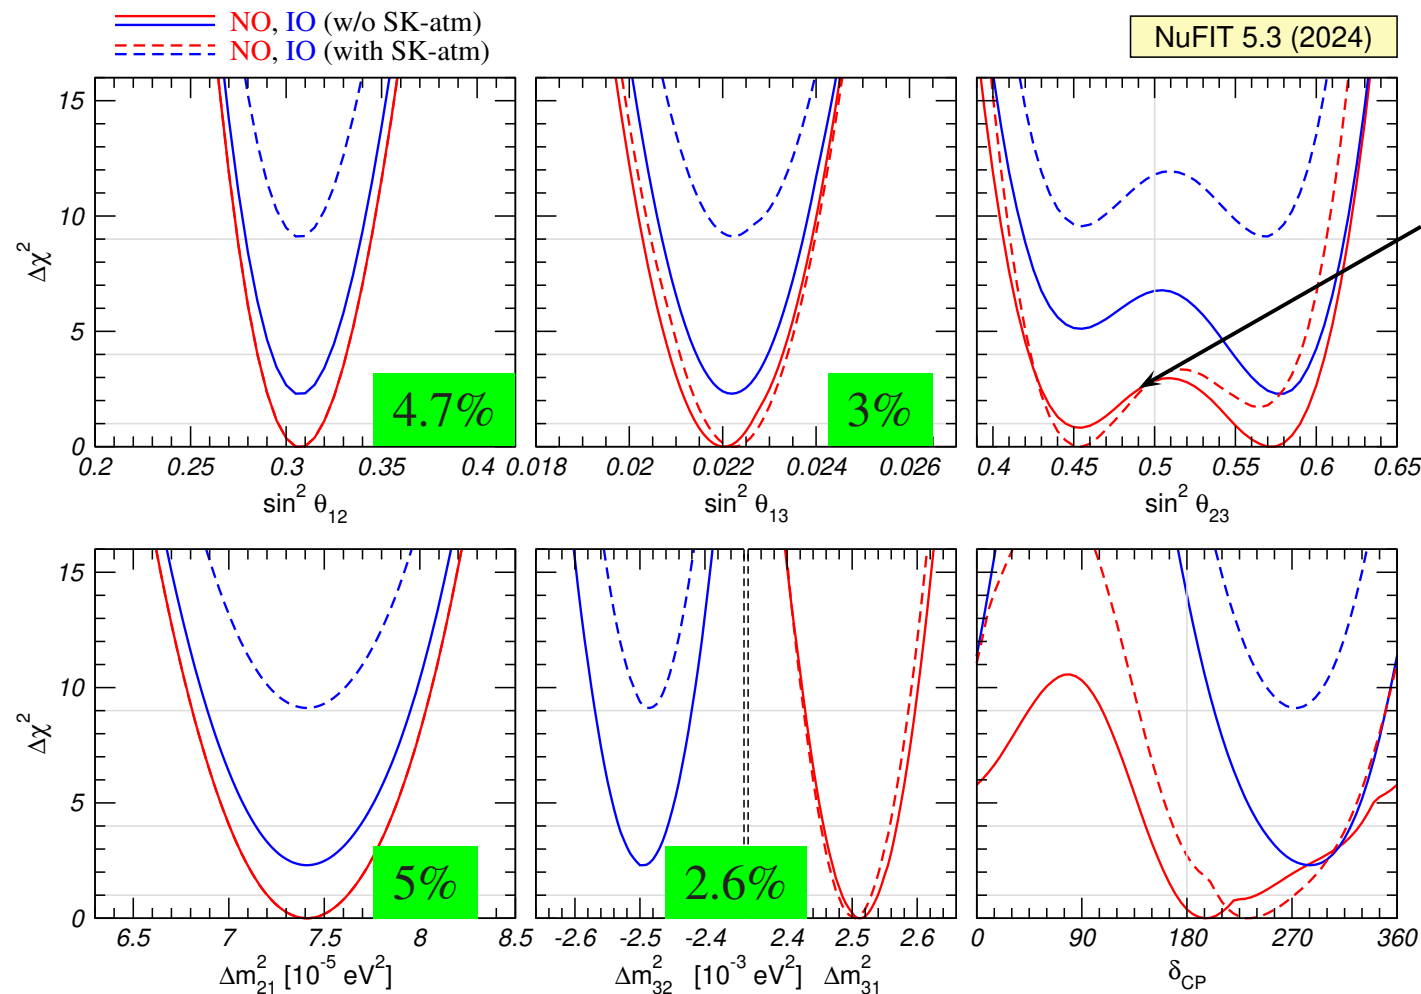 NO, IO (w/o SK-atm)
NO, IO (with SK-atm)
NuFIT 5.3 (2024)
15
10
5
0
Δχ²
0.2 0.25 0.3 0.35 0.4
sin² θ₁₂
4.7%
0.018 0.02 0.022 0.024 0.026
sin² θ₁₃
3%
0.4 0.45 0.5 0.55 0.6 0.65
sin² θ₂₃
15
10
5
0
Δχ²
6.5 7 7.5 8 8.5
Δm²₂₁ [10⁻⁵ eV²]
5%
-2.6 -2.5 -2.4 2.4 2.5 2.6
Δm²₃₂ [10⁻³ eV²] Δm²₃₁
2.6%
0 90 180 270 360
δCP